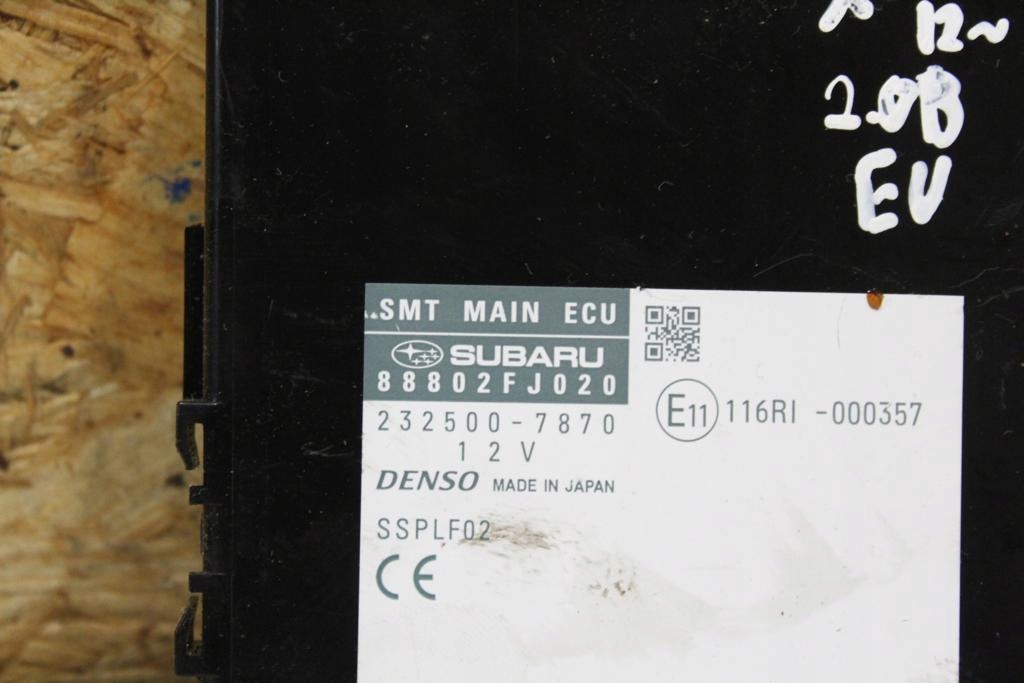 12~
2.0B
EU
SMT MAIN ECU
SUBARU
88802FJ020
232500-7870
12V
DENSO MADE IN JAPAN
SSPLF02
CE
E11 116RI -000357